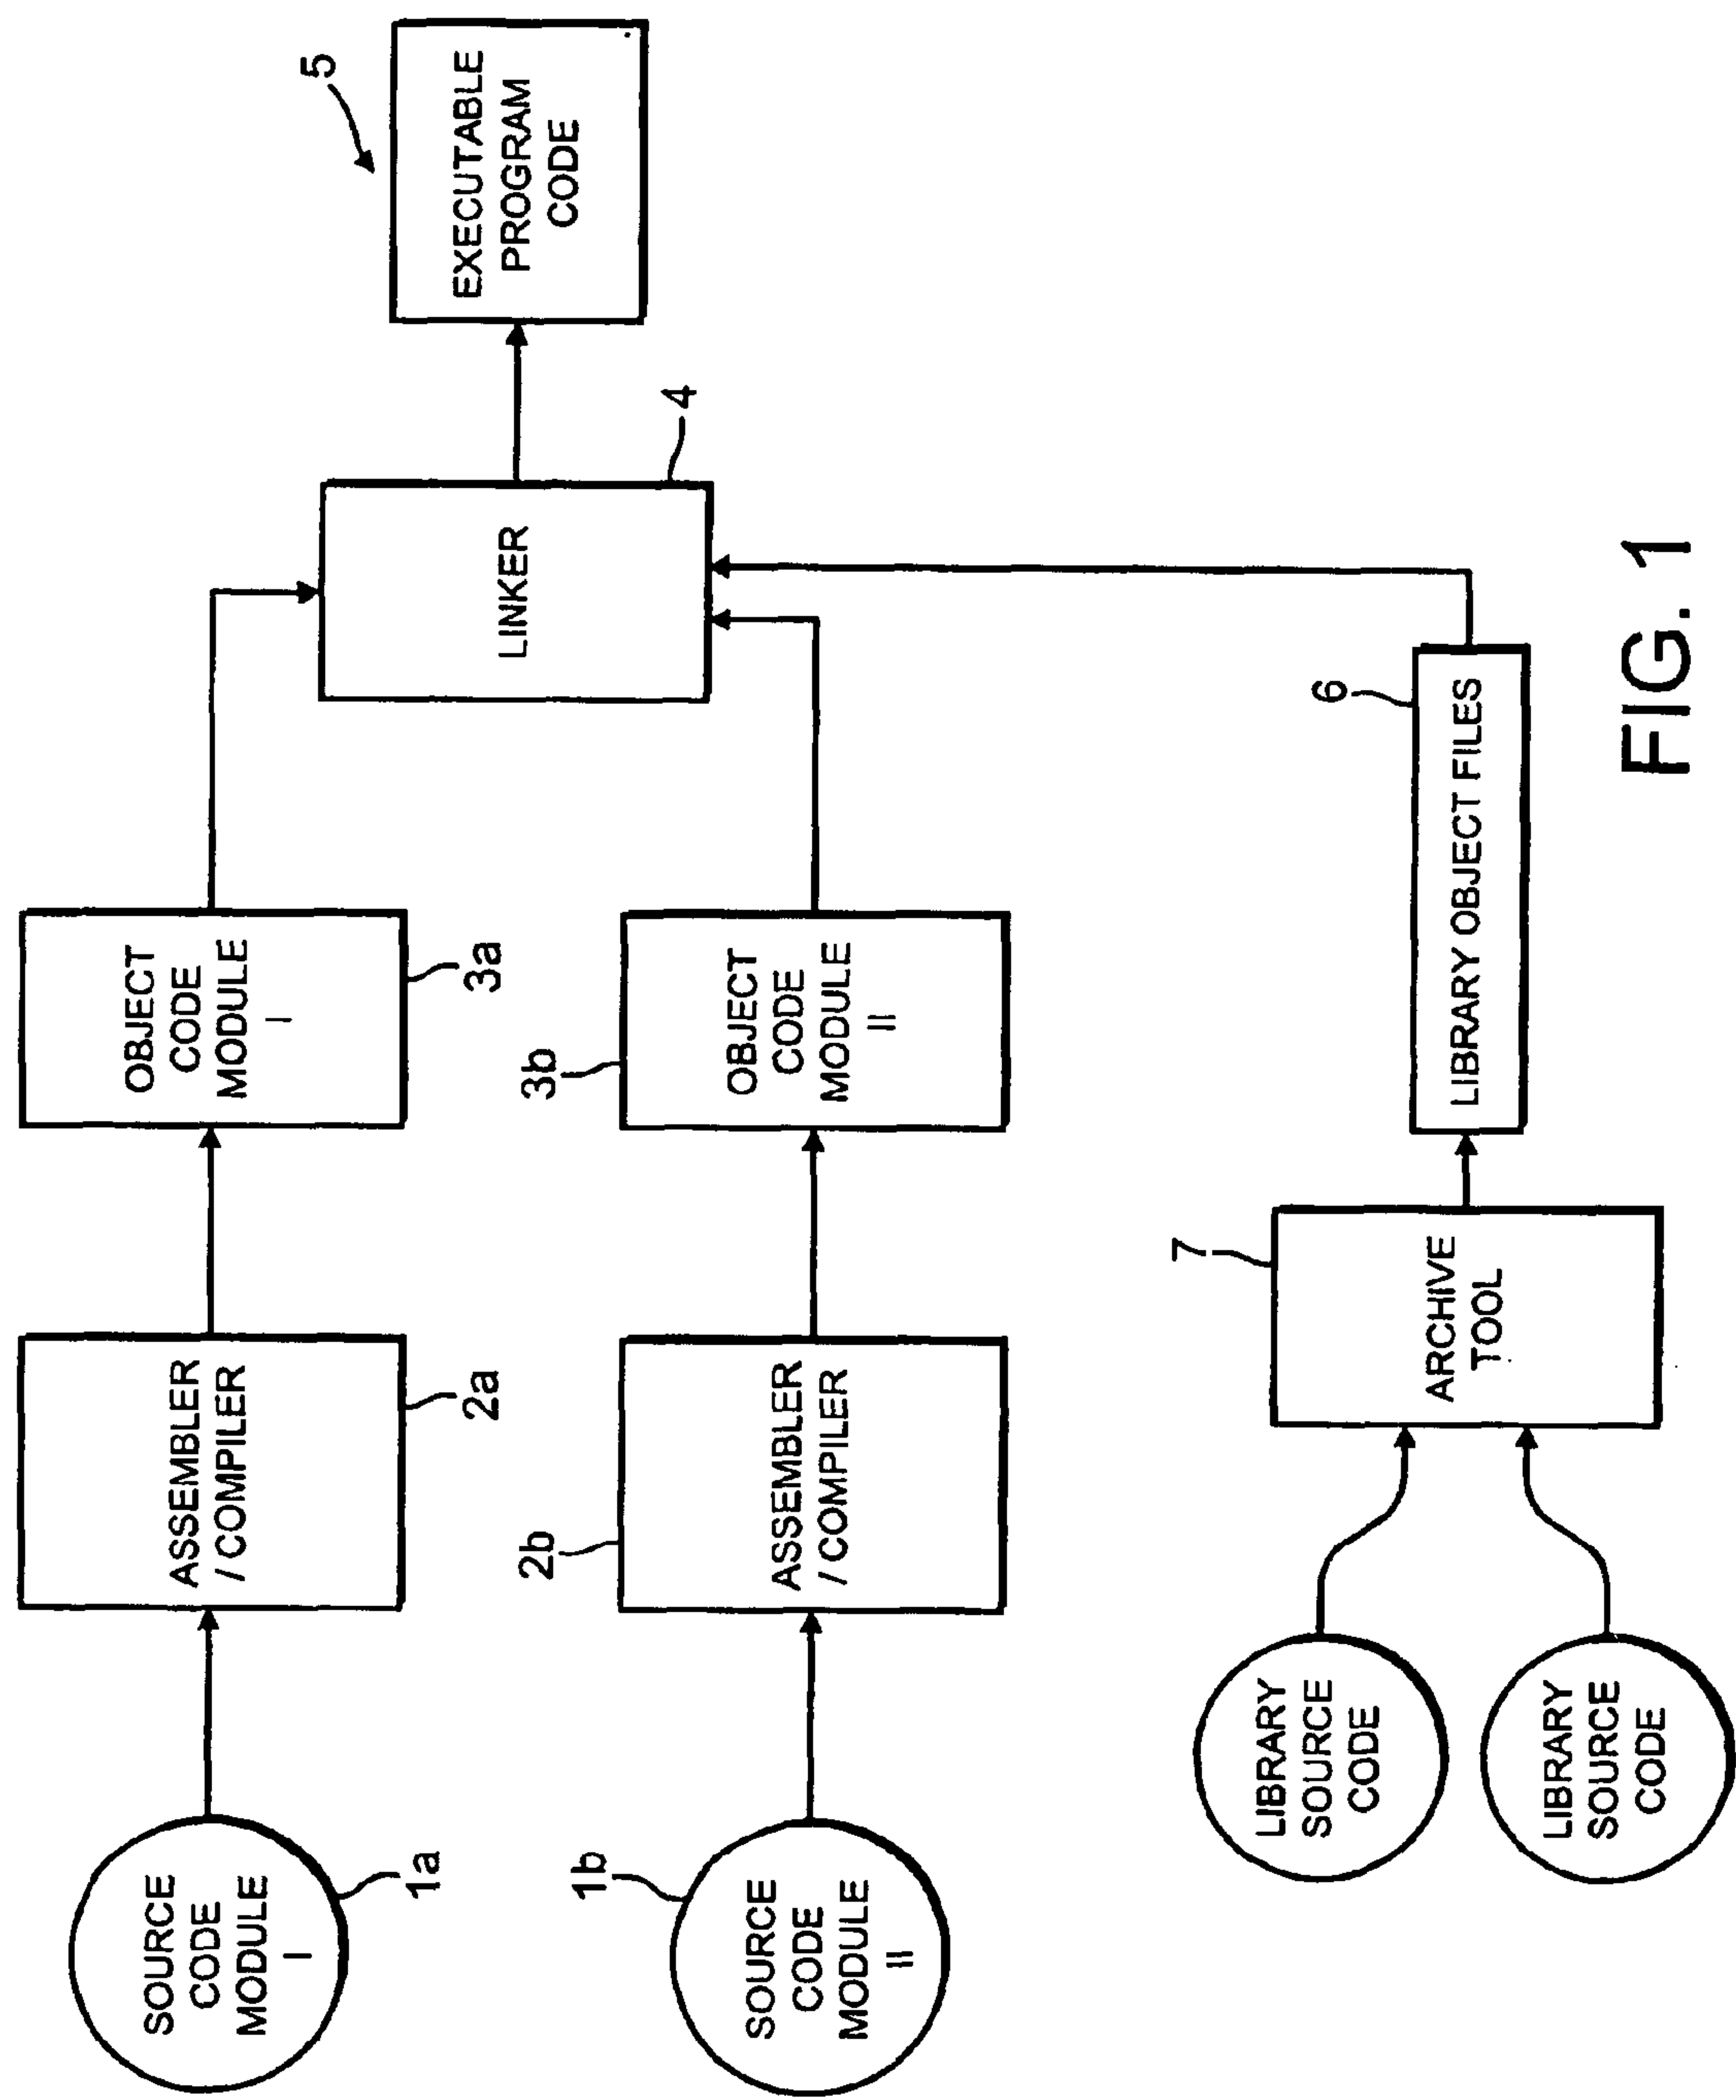 SOURCE
CODE
MODULE
I
1a
ASSEMBLER
/ COMPILER
2a
OBJECT
CODE
MODULE
I
3a
SOURCE
CODE
MODULE
II
1b
ASSEMBLER
/ COMPILER
2b
OBJECT
CODE
MODULE
II
3b
LINKER
4
EXECUTABLE
PROGRAM
CODE
5
LIBRARY
SOURCE
CODE
LIBRARY
SOURCE
CODE
ARCHIVE
TOOL
7
LIBRARY OBJECT FILES
6
FIG. 1